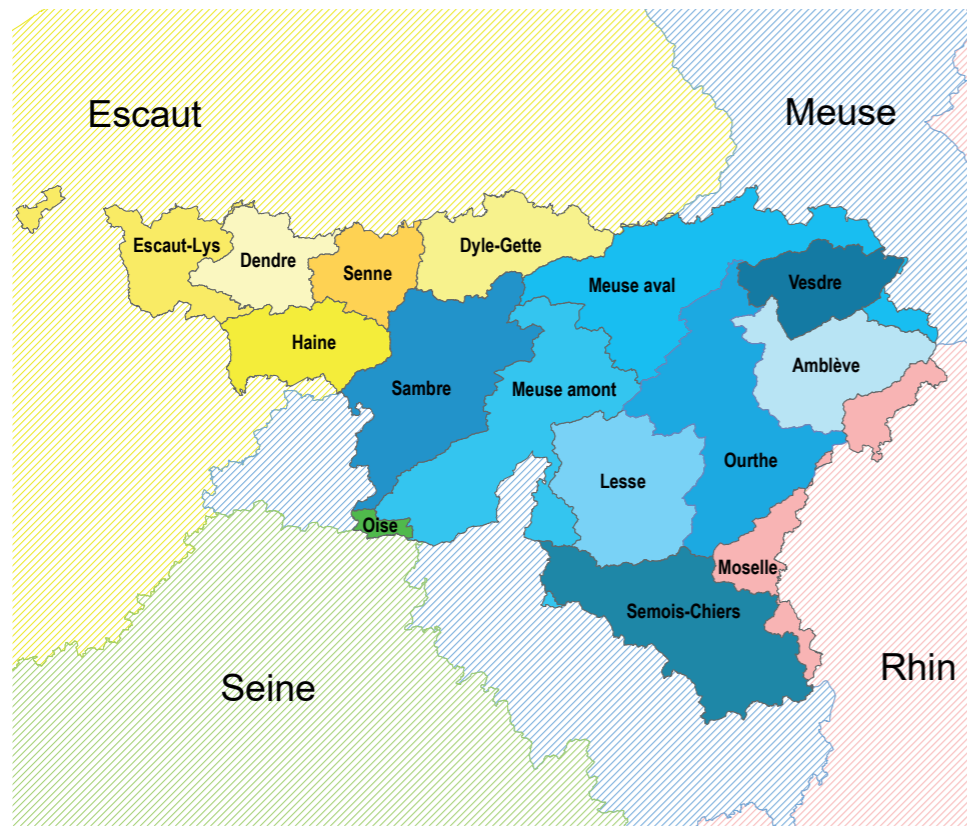 Escaut
Meuse
Escaut-Lys
Dendre
Senne
Dyle-Gette
Meuse aval
Vesdre
Haine
Sambre
Meuse amont
Amblève
Lesse
Ourthe
Oise
Moselle
Semois-Chiers
Seine
Rhin